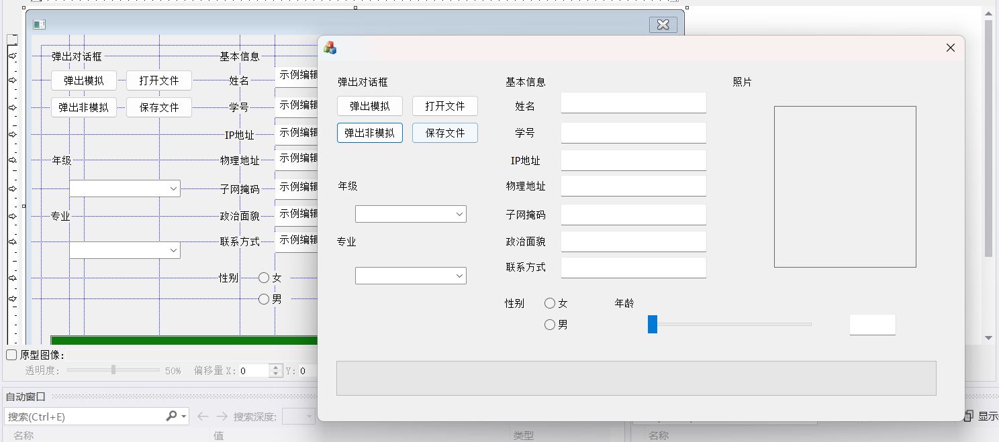 弹出对话框 基本信息
弹出模拟 打开文件 姓名 示例编辑
弹出非模拟 保存文件 学号 示例编辑
IP地址 示例编辑
年级 物理地址 示例编辑
子网掩码 示例编辑
专业 政治面貌 示例编辑
联系方式 示例编辑
性别 女
男
弹出对话框 基本信息 照片
弹出模拟 打开文件 姓名
弹出非模拟 保存文件 学号
IP地址
年级 物理地址
子网掩码
专业 政治面貌
联系方式
性别 女 年龄
男
原型图像:
透明度: 50% 偏移量 X: 0 Y: 0
自动窗口
搜索(Ctrl+E) 搜索深度: 显示
名称 值 类型 名称